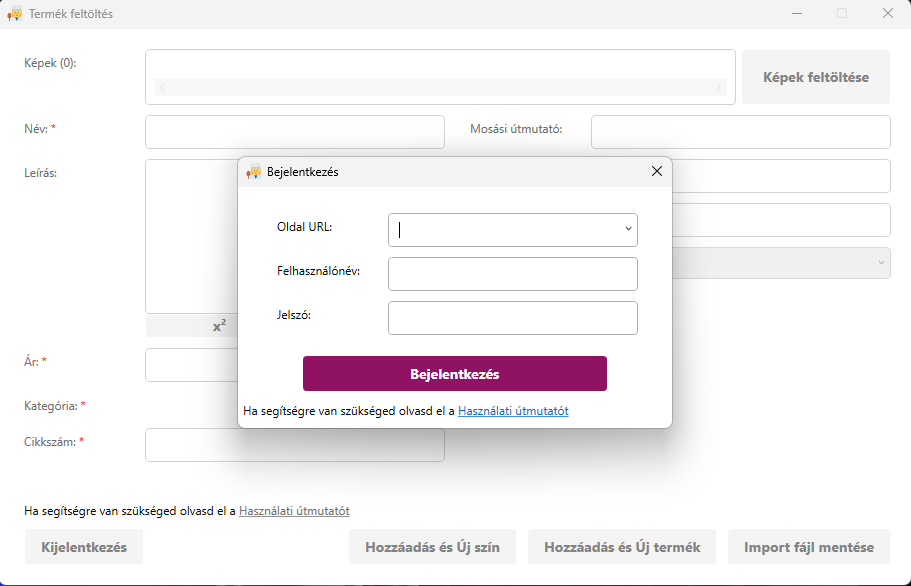 Termék feltöltés
Képek (0):
Képek feltöltése
Név: *
Mosási útmutató:
Leírás:
Bejelentkezés
Oldal URL:
Felhasználónév:
Jelszó:
Bejelentkezés
Ha segítségre van szükséged olvasd el a Használati útmutatót
x²
Ár: *
Kategória: *
Cikkszám: *
Ha segítségre van szükséged olvasd el a Használati útmutatót
Kijelentkezés
Hozzáadás és Új szín
Hozzáadás és Új termék
Import fájl mentése